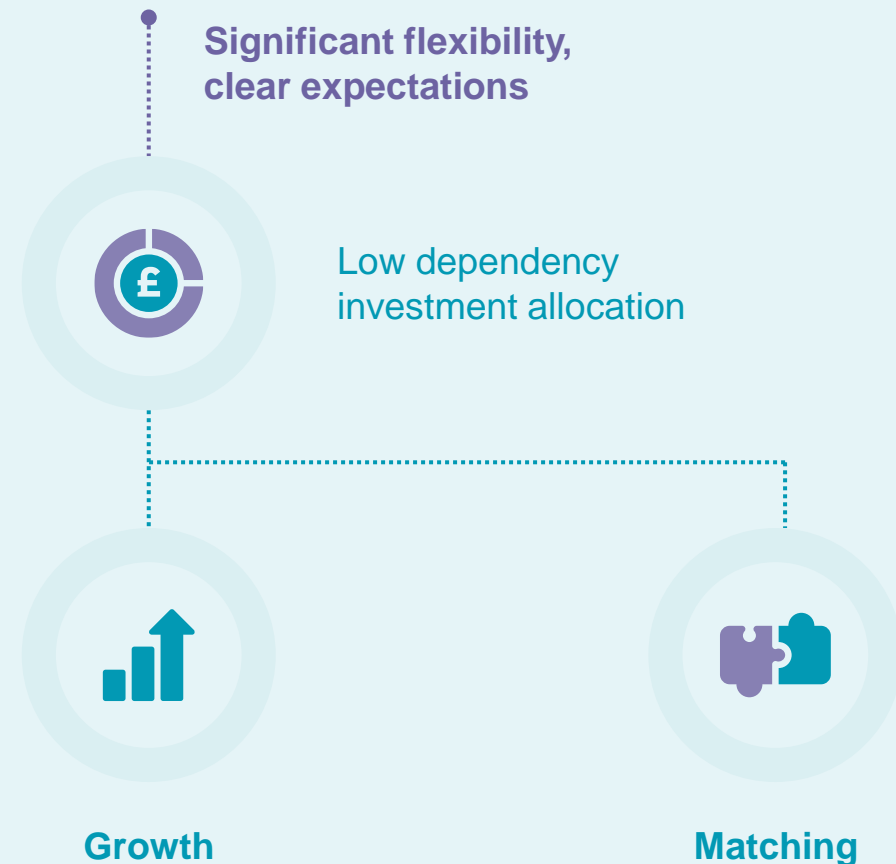 Significant flexibility,
clear expectations
£
Low dependency
investment allocation
Growth
Matching